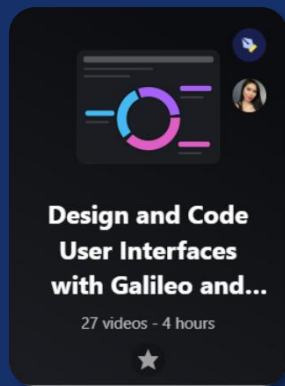 Design and Code
User Interfaces
with Galileo and...
27 videos - 4 hours